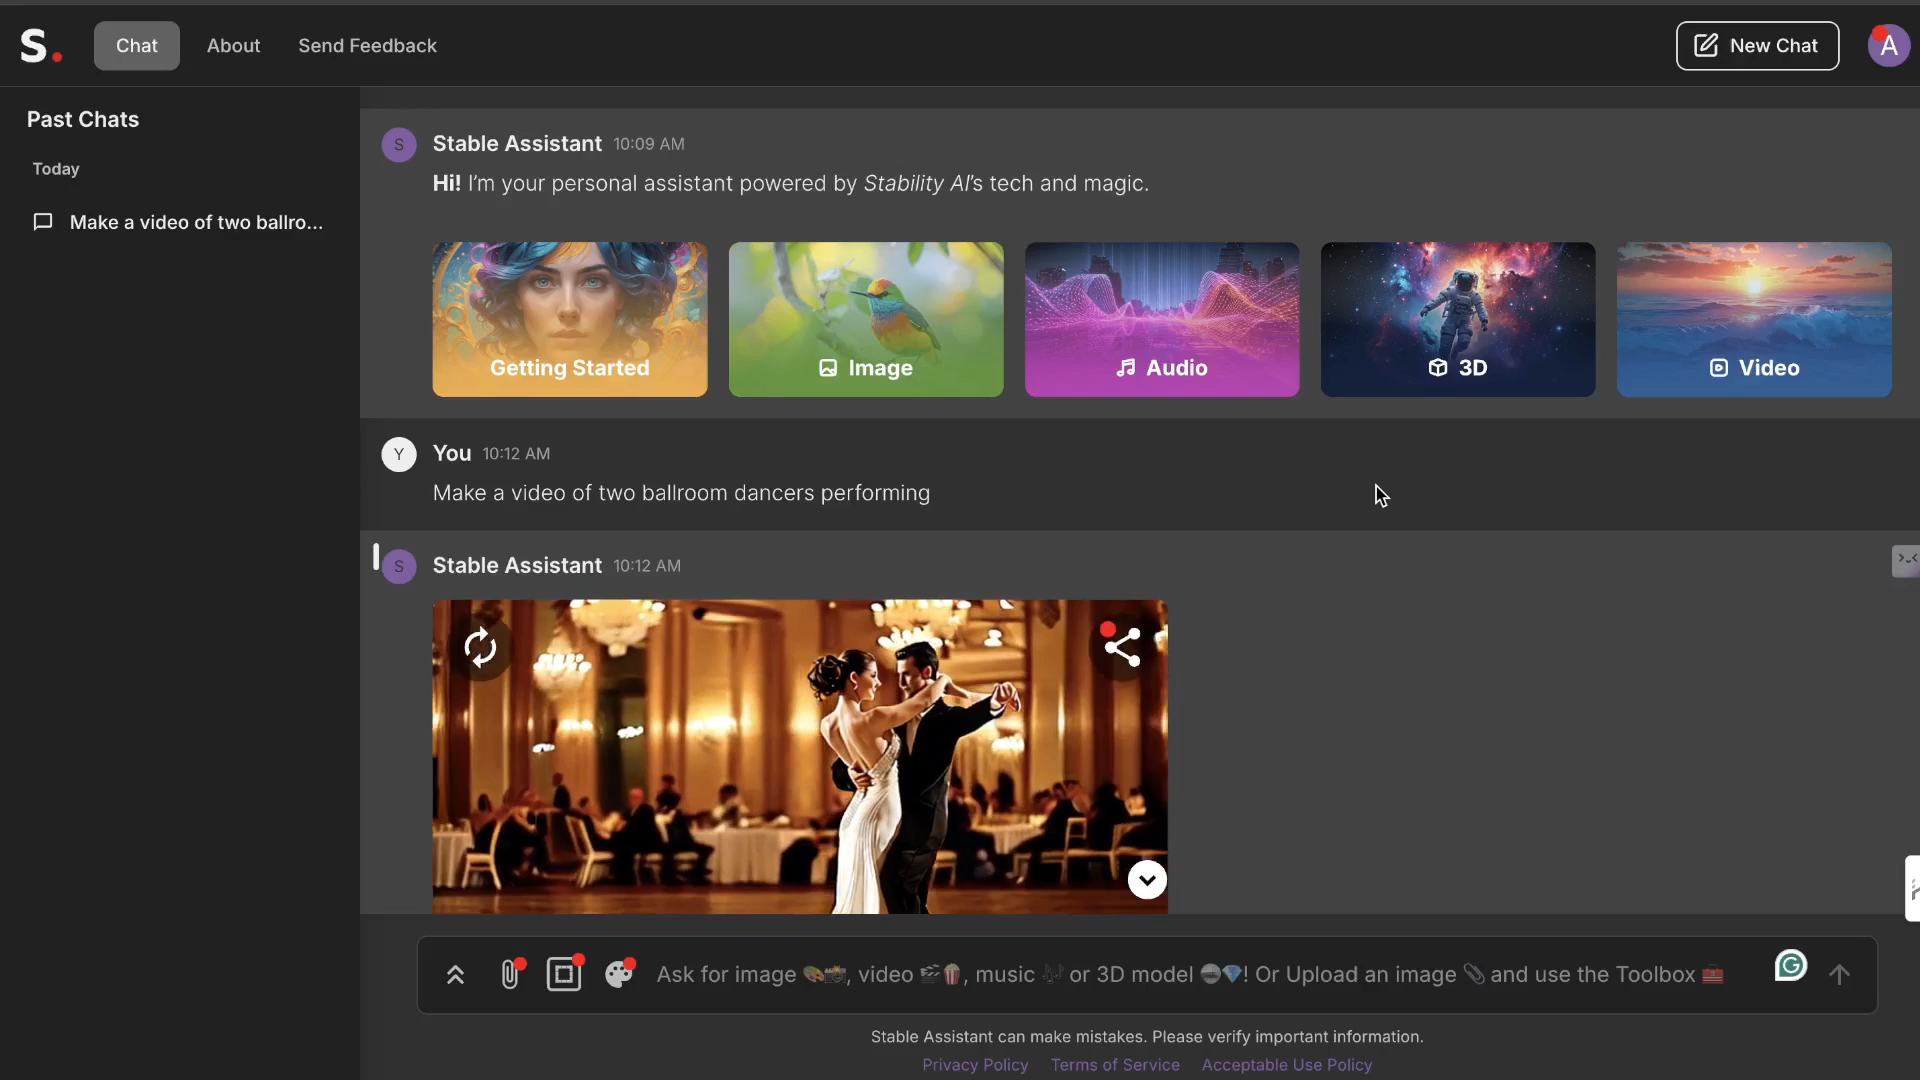 S.
Chat
About
Send Feedback
New Chat
A
Past Chats
Today
Make a video of two ballro...
S
Stable Assistant 10:09 AM
Hi! I'm your personal assistant powered by Stability AI's tech and magic.
Getting Started
Image
Audio
3D
Video
Y
You 10:12 AM
Make a video of two ballroom dancers performing
S
Stable Assistant 10:12 AM
Ask for image 🎨📸, video 🎬🍿, music 🎶 or 3D model 🌐💎! Or Upload an image 📎 and use the Toolbox 🧰
G
Stable Assistant can make mistakes. Please verify important information.
Privacy Policy Terms of Service Acceptable Use Policy